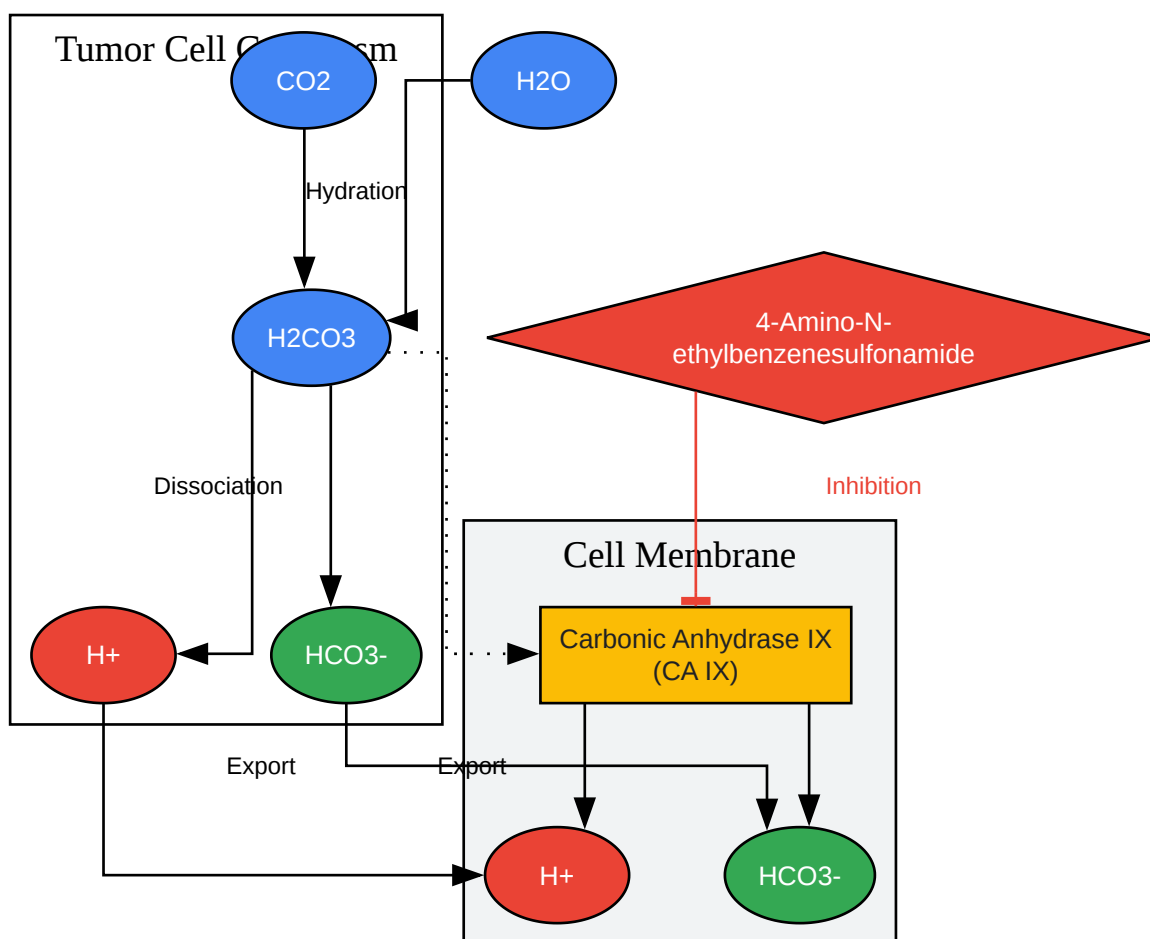 Tumor Cell
CO2
H2O
Hydration
H2CO3
4-Amino-N-
ethylbenzenesulfonamide
Dissociation
Inhibition
Cell Membrane
H+
HCO3-
Carbonic Anhydrase IX
(CA IX)
Export
Export
H+
HCO3-